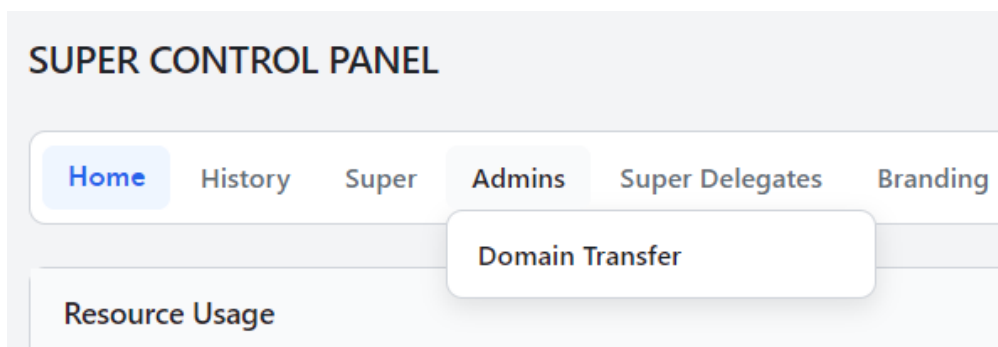 SUPER CONTROL PANEL
Home History Super Admins Super Delegates Branding
Domain Transfer
Resource Usage